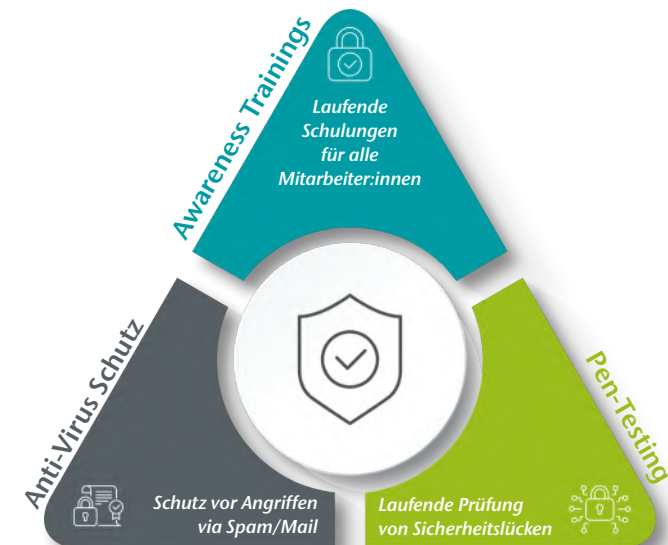 Awareness Trainings
Laufende
Schulungen
für alle
Mitarbeiter:innen
Anti-Virus Schutz
Schutz vor Angriffen
via Spam/Mail
Pen-Testing
Laufende Prüfung
von Sicherheitslücken